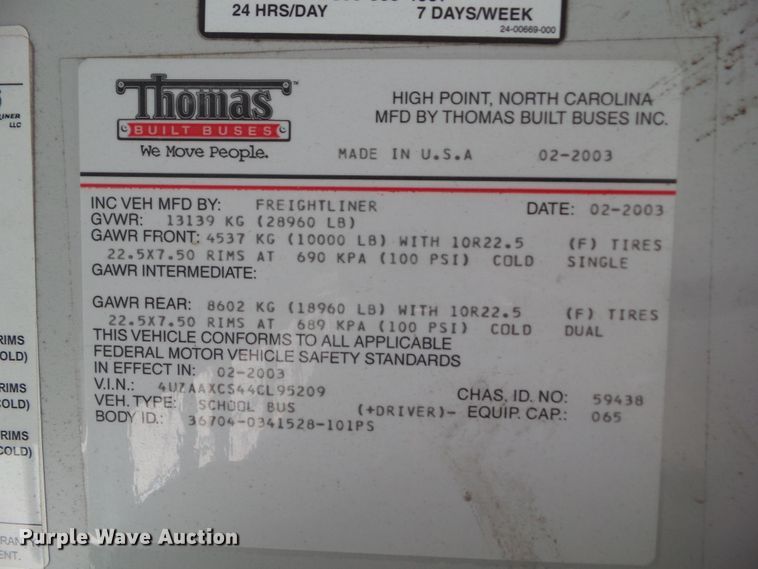 24 HRS/DAY 7 DAYS/WEEK
24-00669-000
Thomas™
BUILT BUSES
We Move People.
HIGH POINT, NORTH CAROLINA
MFD BY THOMAS BUILT BUSES INC.
MADE IN U.S.A 02-2003
INC VEH MFD BY: FREIGHTLINER DATE: 02-2003
GVWR: 13139 KG (28960 LB)
GAWR FRONT: 4537 KG (10000 LB) WITH 10R22.5 (F) TIRES
22.5X7.50 RIMS AT 690 KPA (100 PSI) COLD SINGLE
GAWR INTERMEDIATE:
GAWR REAR: 8602 KG (18960 LB) WITH 10R22.5 (F) TIRES
22.5X7.50 RIMS AT 689 KPA (100 PSI) COLD DUAL
THIS VEHICLE CONFORMS TO ALL APPLICABLE
FEDERAL MOTOR VEHICLE SAFETY STANDARDS
IN EFFECT IN: 02-2003
V.I.N.: 4UZAAXCS44CL95209 CHAS. ID. NO: 59438
VEH. TYPE: SCHOOL BUS (+DRIVER)- EQUIP. CAP.: 065
BODY ID.: 36704-0341528-101PS
LLC
RIMS
COLD)
COLD)
RIMS
COLD)
ENT.
Purple Wave Auction